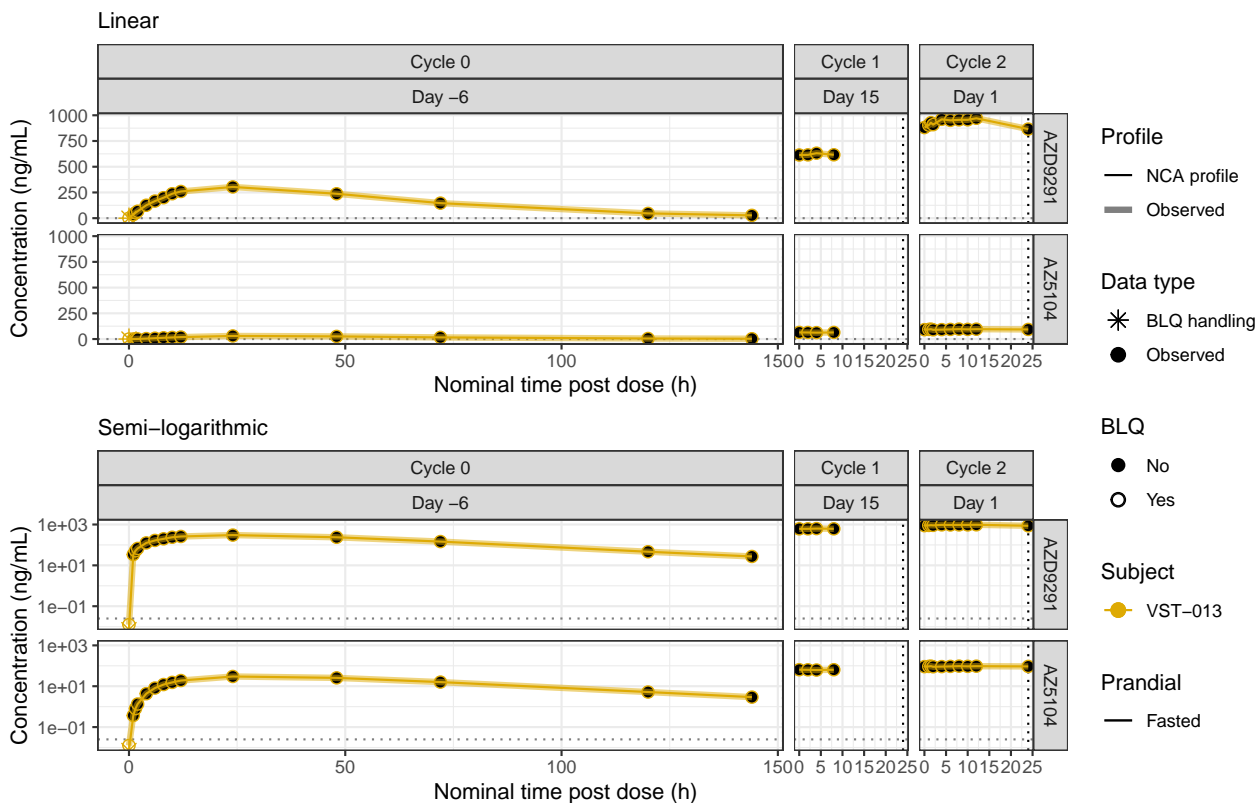 Linear
Cycle 0 Cycle 1 Cycle 2
Day −6 Day 15 Day 1
Concentration (ng/mL)
1000
750
500
250
0
AZD9291
1000
750
500
250
0
AZ5104
0 50 100 150 0 5 10 15 20 25 0 5 10 15 20 25
Nominal time post dose (h)
Semi−logarithmic
Cycle 0 Cycle 1 Cycle 2
Day −6 Day 15 Day 1
Concentration (ng/mL)
1e+03
1e+01
1e−01
AZD9291
1e+03
1e+01
1e−01
AZ5104
0 50 100 150 0 5 10 15 20 25 0 5 10 15 20 25
Nominal time post dose (h)
Profile
NCA profile
Observed
Data type
BLQ handling
Observed
BLQ
No
Yes
Subject
VST−013
Prandial
Fasted